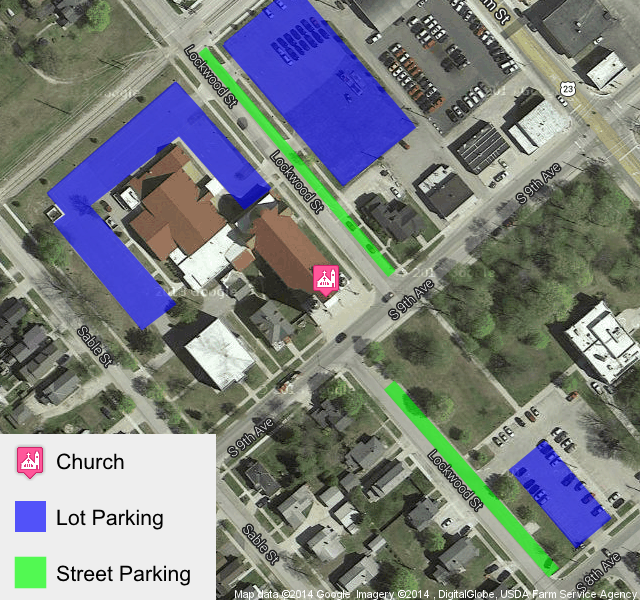 m St
23
Lockwood St
Lockwood St
S 9th Ave
S 9th Ave
Sable St
S 9th Ave
Lockwood St
Sable St
S 8th Ave
Church
Lot Parking
Street Parking
Map data ©2014 Google Imagery ©2014 , DigitalGlobe, USDA Farm Service Agency